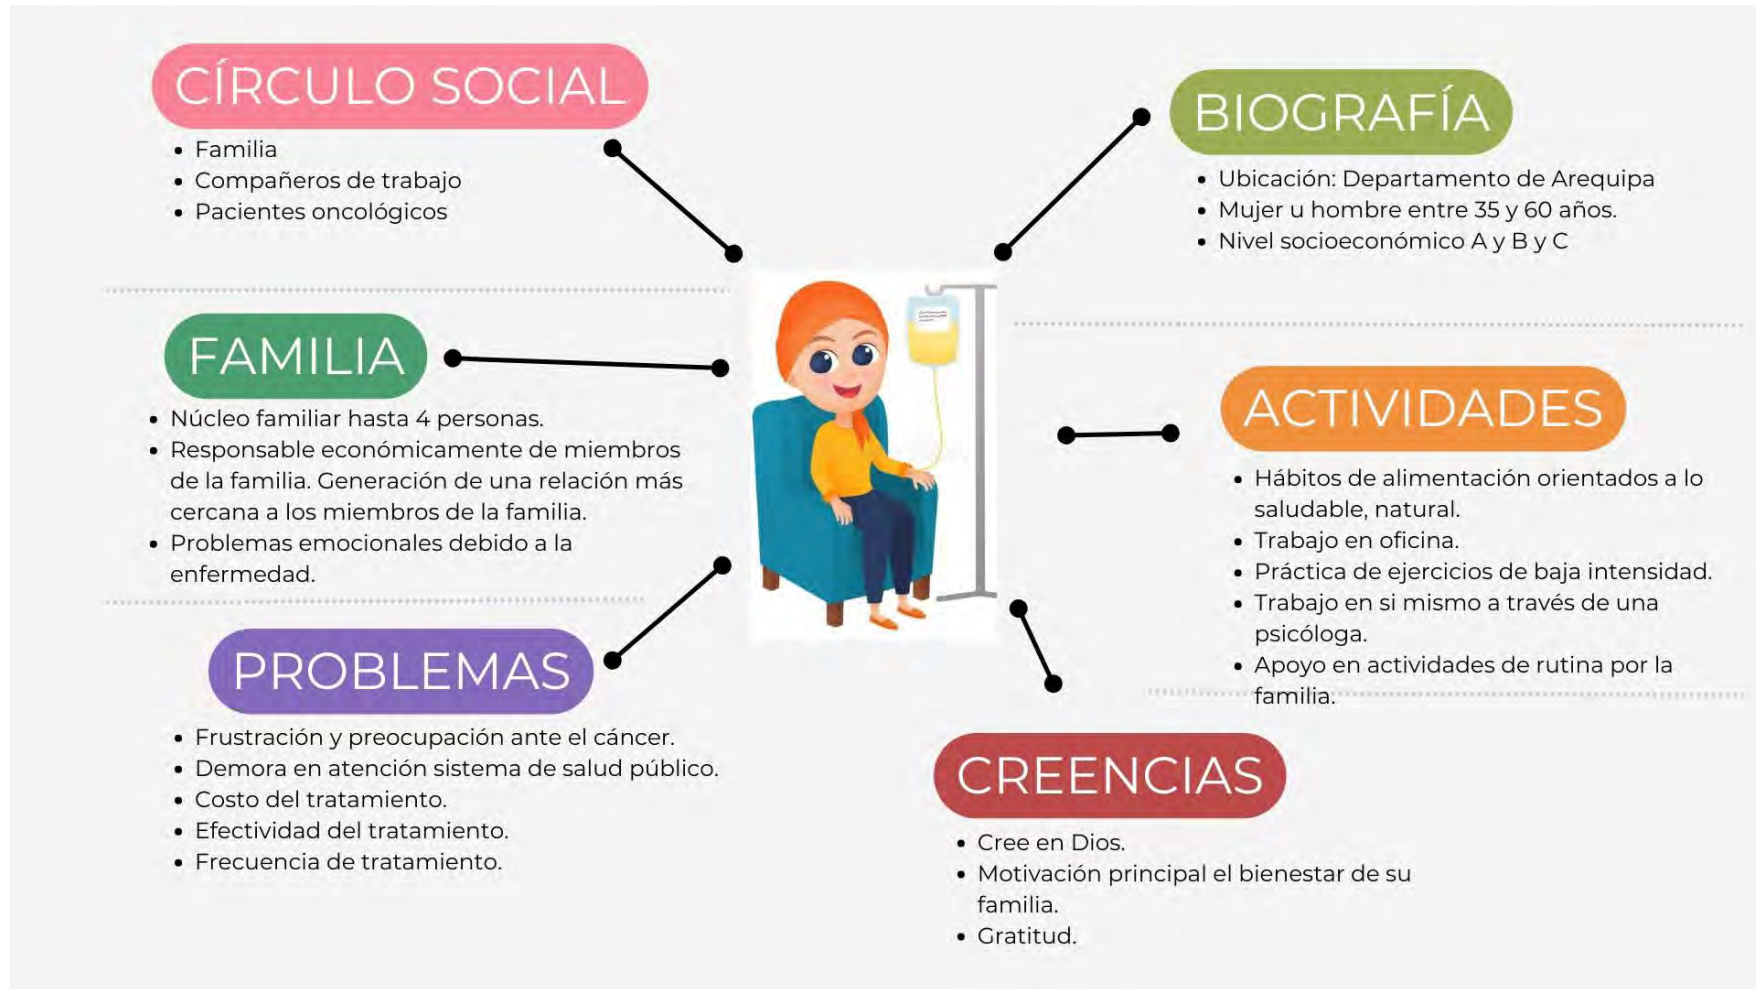 CÍRCULO SOCIAL
• Familia
• Compañeros de trabajo
• Pacientes oncológicos
FAMILIA
• Núcleo familiar hasta 4 personas.
• Responsable económicamente de miembros
de la familia. Generación de una relación más
cercana a los miembros de la familia.
• Problemas emocionales debido a la
enfermedad.
PROBLEMAS
• Frustración y preocupación ante el cáncer.
• Demora en atención sistema de salud público.
• Costo del tratamiento.
• Efectividad del tratamiento.
• Frecuencia de tratamiento.
BIOGRAFÍA
• Ubicación: Departamento de Arequipa
• Mujer u hombre entre 35 y 60 años.
• Nivel socioeconómico A y B y C
ACTIVIDADES
• Hábitos de alimentación orientados a lo
saludable, natural.
• Trabajo en oficina.
• Práctica de ejercicios de baja intensidad.
• Trabajo en si mismo a través de una
psicóloga.
• Apoyo en actividades de rutina por la
familia.
CREENCIAS
• Cree en Dios.
• Motivación principal el bienestar de su
familia.
• Gratitud.